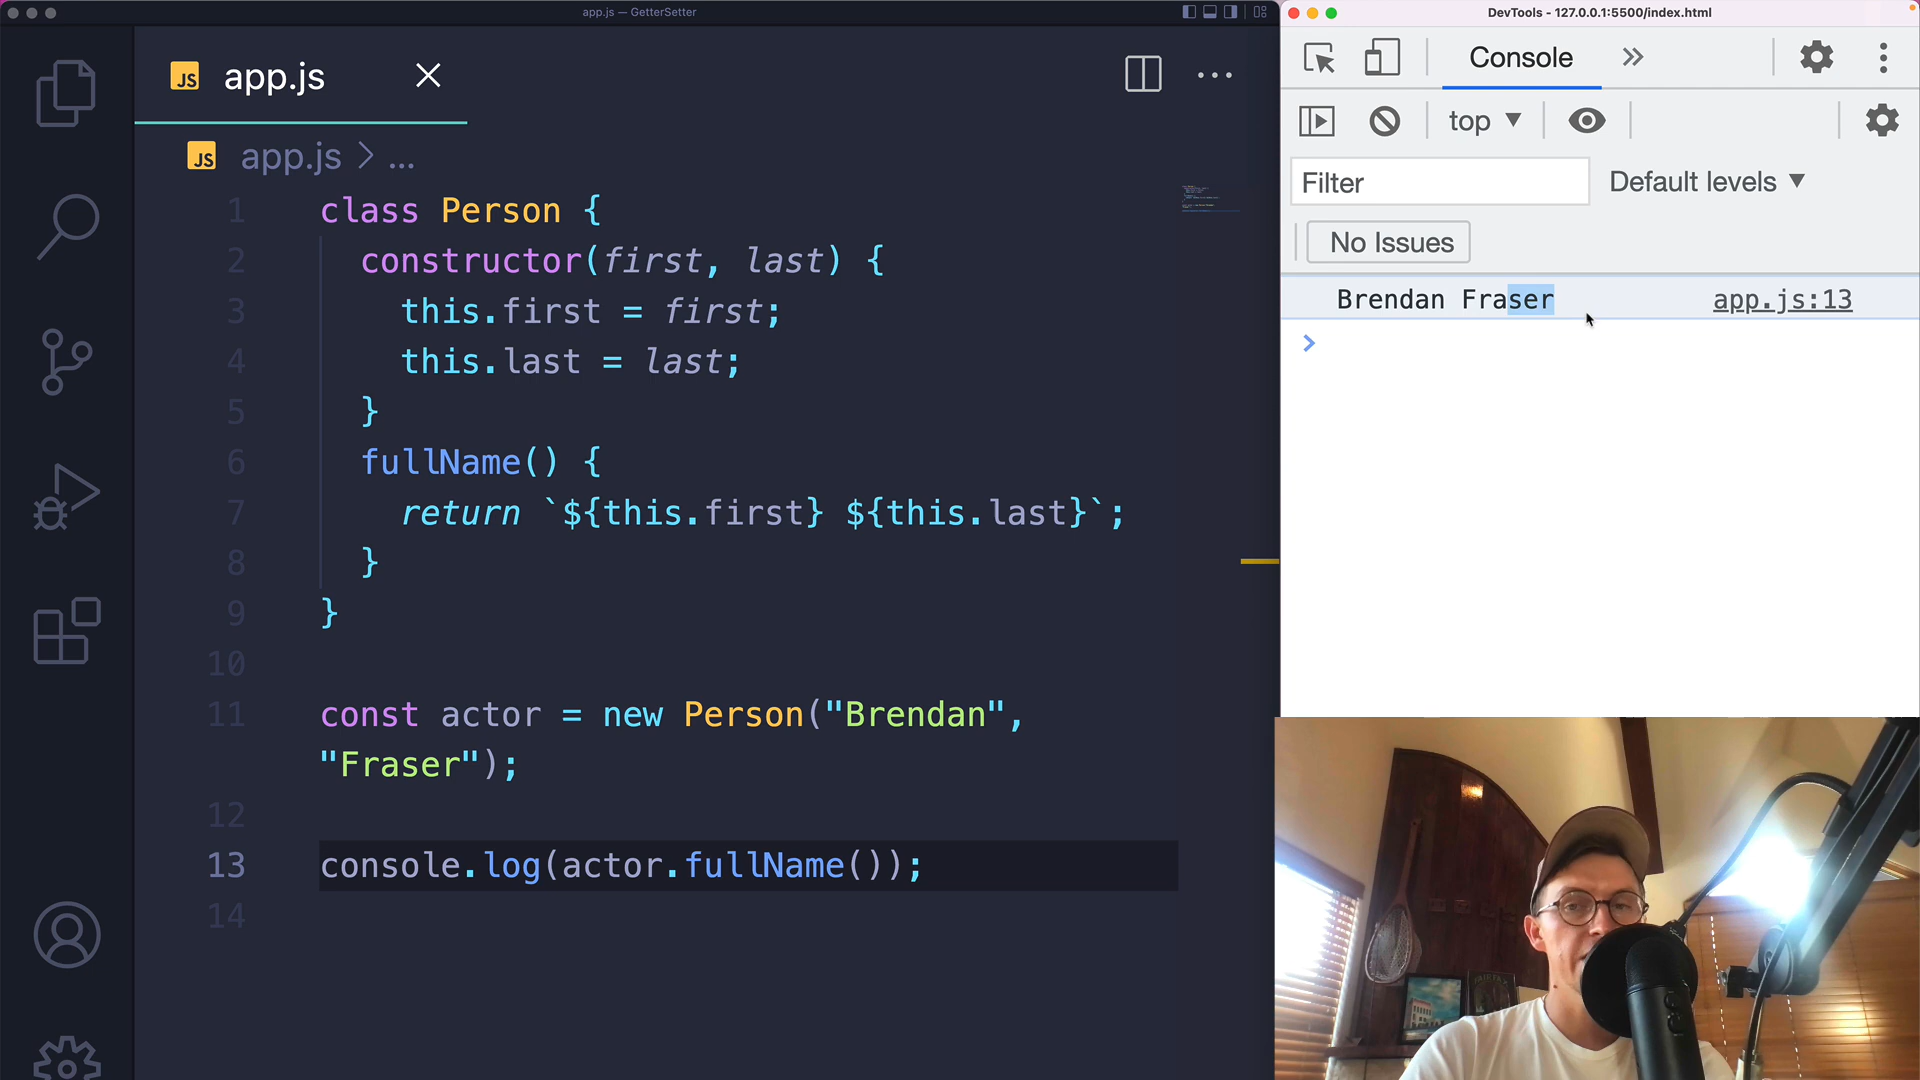 app.js — GetterSetter
JS app.js
JS app.js > ...
1 class Person {
2 constructor(first, last) {
3 this.first = first;
4 this.last = last;
5 }
6 fullName() {
7 return `${this.first} ${this.last}`;
8 }
9 }
10
11 const actor = new Person("Brendan",
"Fraser");
12
13 console.log(actor.fullName());
14
DevTools - 127.0.0.1:5500/index.html
Console
top
Filter
Default levels
No Issues
Brendan Fraser app.js:13